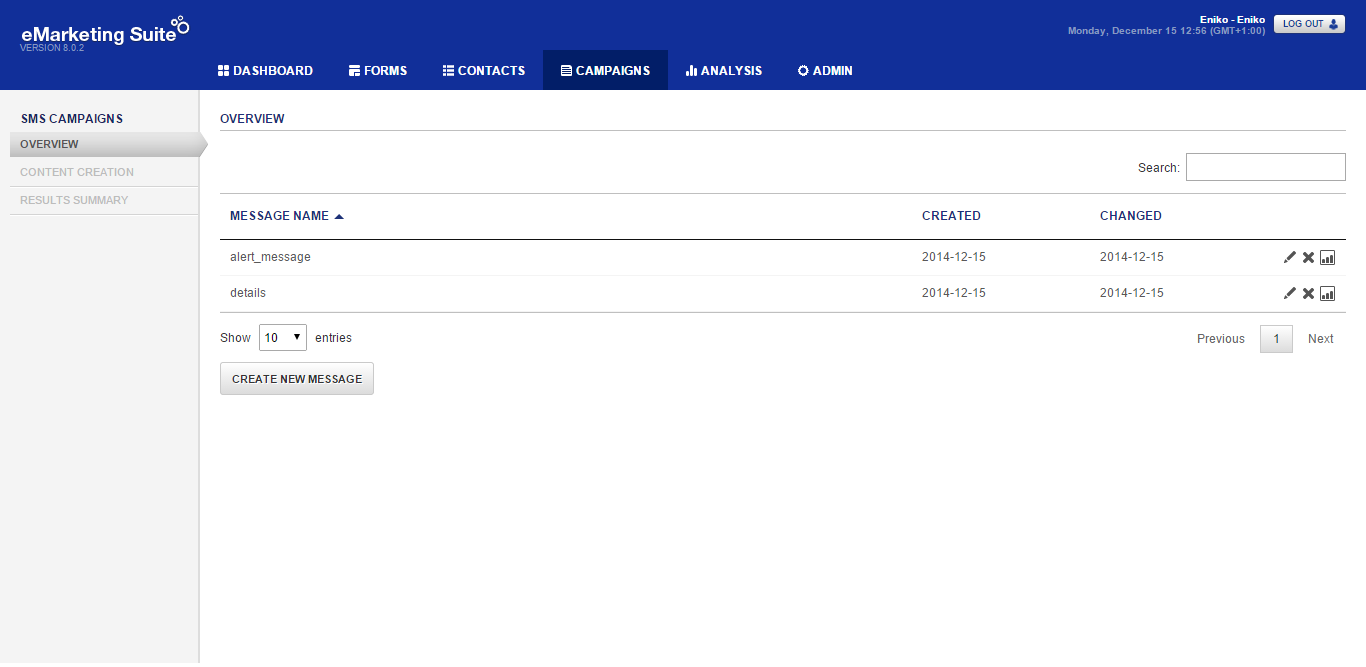 eMarketing Suite
VERSION 8.0.2
Eniko - Eniko
Monday, December 15 12:56 (GMT+1:00)
LOG OUT
DASHBOARD FORMS CONTACTS CAMPAIGNS ANALYSIS ADMIN
SMS CAMPAIGNS
OVERVIEW
CONTENT CREATION
RESULTS SUMMARY
OVERVIEW
Search:
MESSAGE NAME CREATED CHANGED
alert_message 2014-12-15 2014-12-15
details 2014-12-15 2014-12-15
Show 10 entries
Previous 1 Next
CREATE NEW MESSAGE